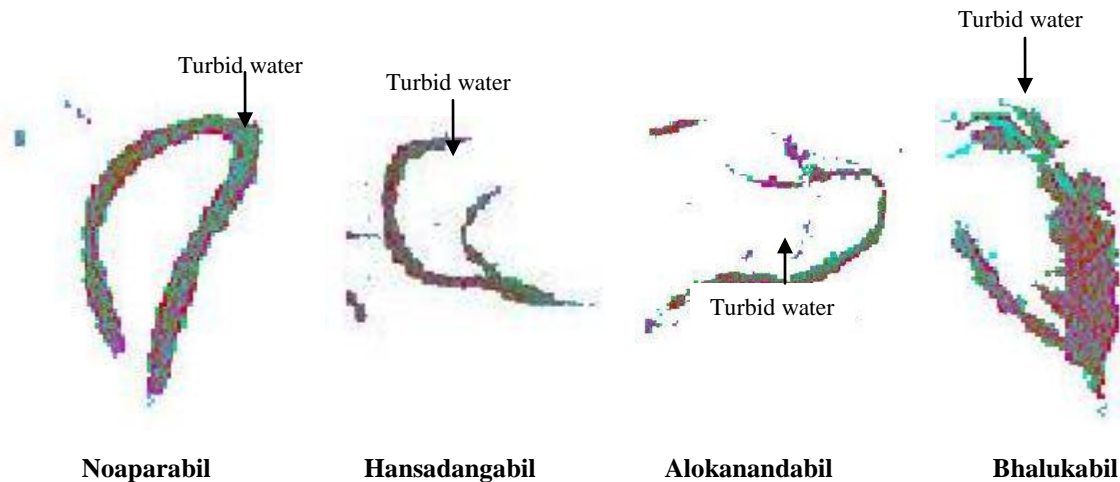 Turbid water
Turbid water
Turbid water
Turbid water
Noaparabil
Hansadangabil
Alokanandabil
Bhalukabil